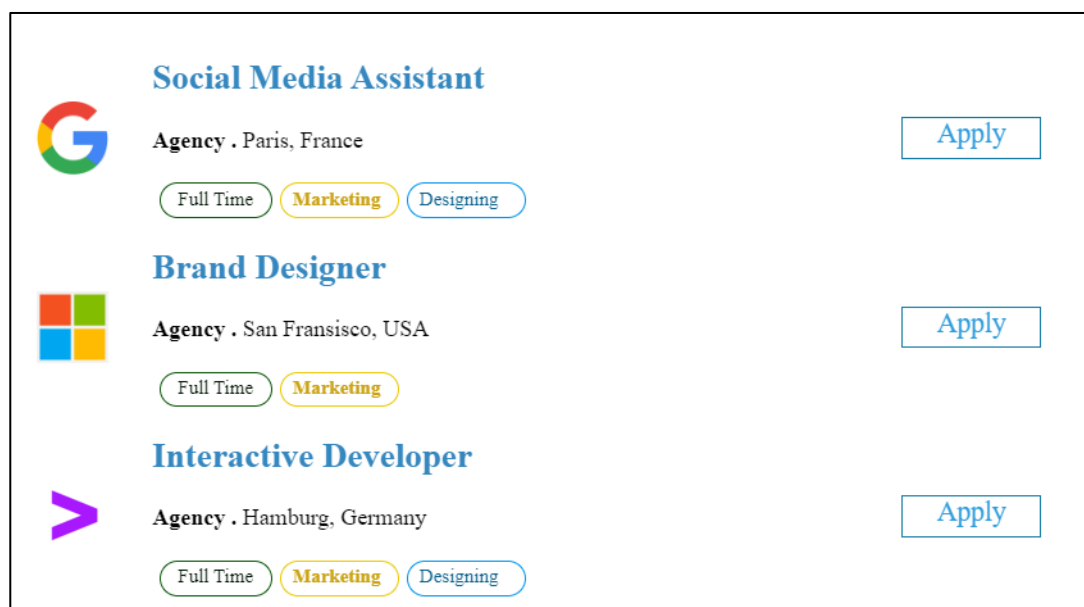 Social Media Assistant
Agency . Paris, France
Apply
Full Time Marketing Designing
Brand Designer
Agency . San Fransisco, USA
Apply
Full Time Marketing
Interactive Developer
Agency . Hamburg, Germany
Apply
Full Time Marketing Designing